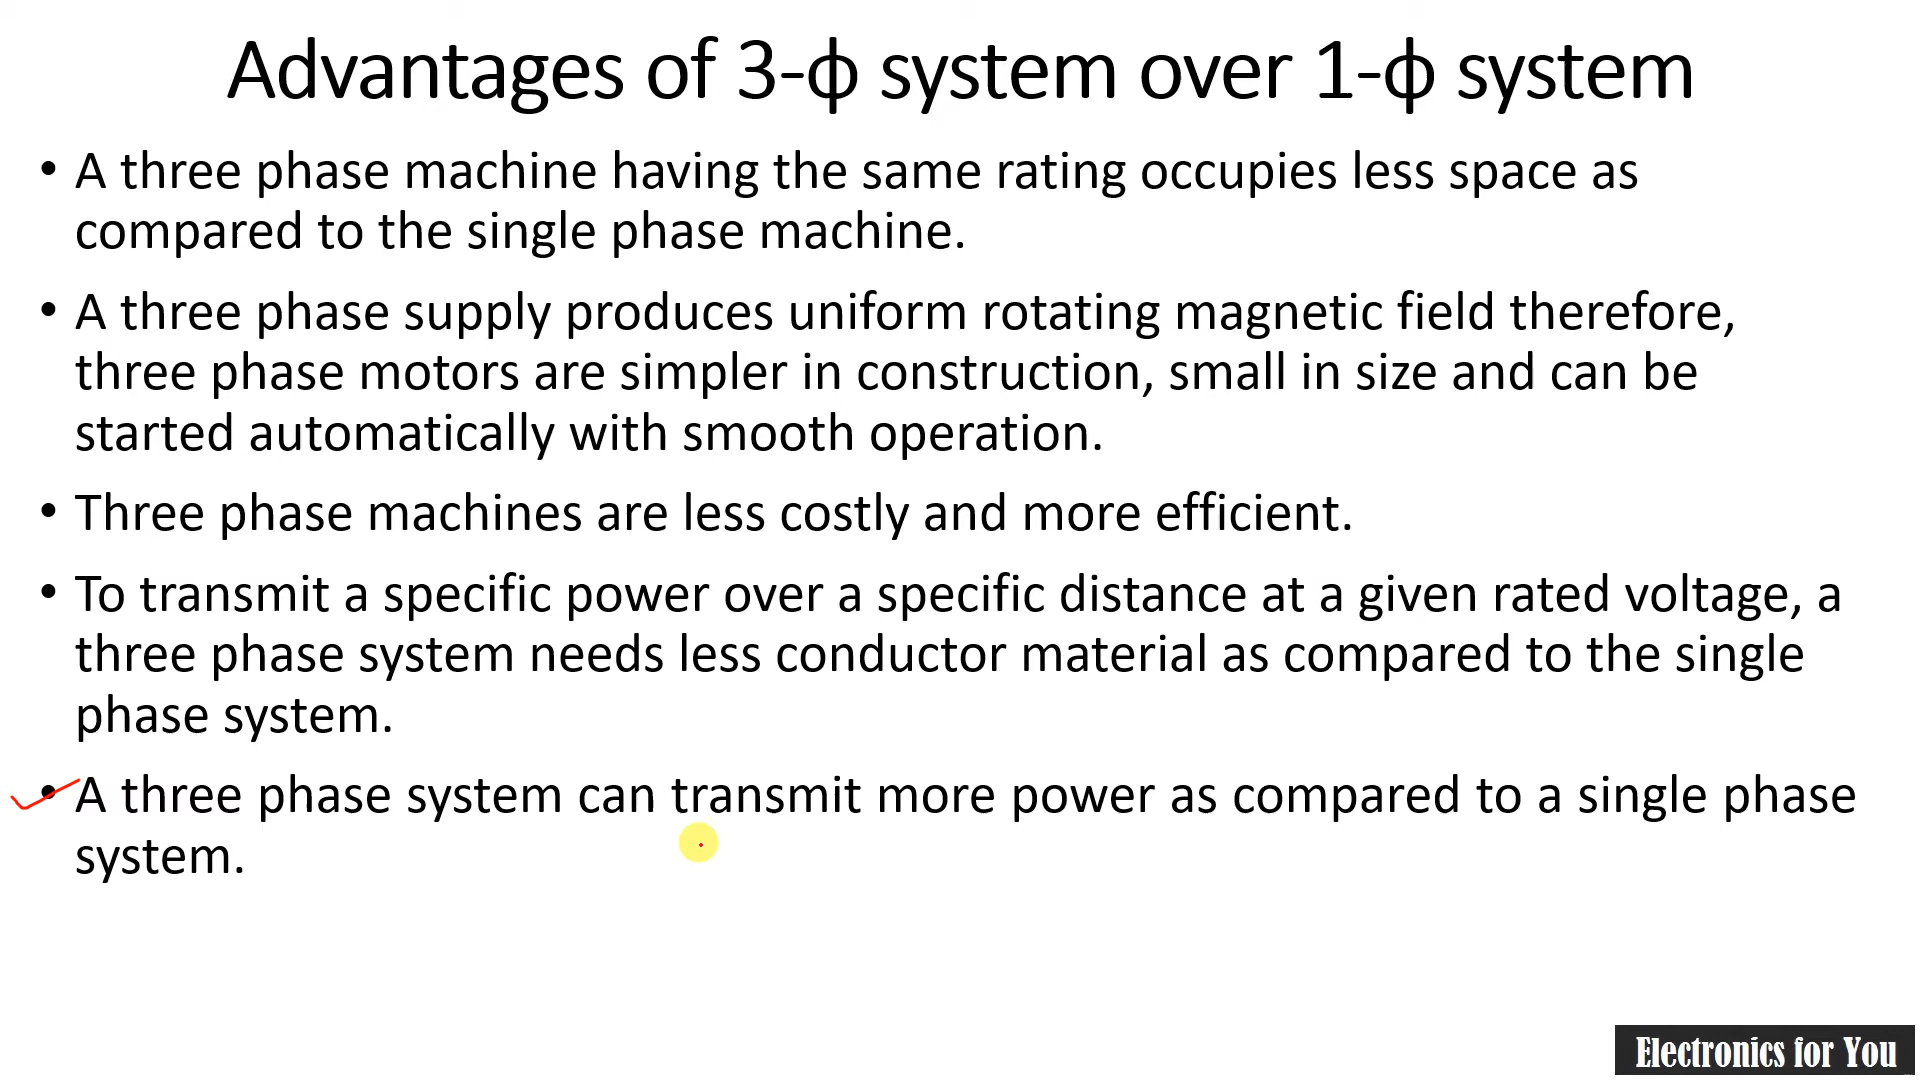 Advantages of 3-ф system over 1-ф system
• A three phase machine having the same rating occupies less space as
compared to the single phase machine.
• A three phase supply produces uniform rotating magnetic field therefore,
three phase motors are simpler in construction, small in size and can be
started automatically with smooth operation.
• Three phase machines are less costly and more efficient.
• To transmit a specific power over a specific distance at a given rated voltage, a
three phase system needs less conductor material as compared to the single
phase system.
• A three phase system can transmit more power as compared to a single phase
system.
Electronics for You